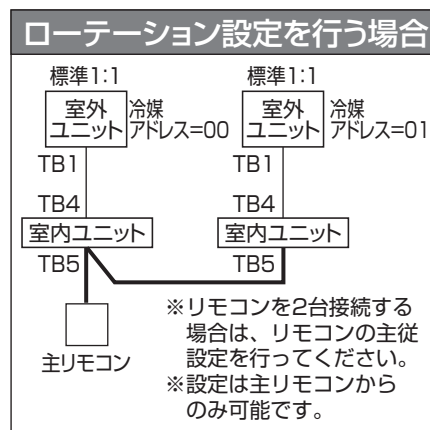 ローテーション設定を行う場合
標準1:1
標準1:1
室外
ユニット
冷媒
アドレス=00
室外
ユニット
冷媒
アドレス=01
TB1
TB1
TB4
TB4
室内ユニット
室内ユニット
TB5
TB5
主リモコン
※リモコンを2台接続する
場合は、リモコンの主従
設定を行ってください。
※設定は主リモコンから
のみ可能です。